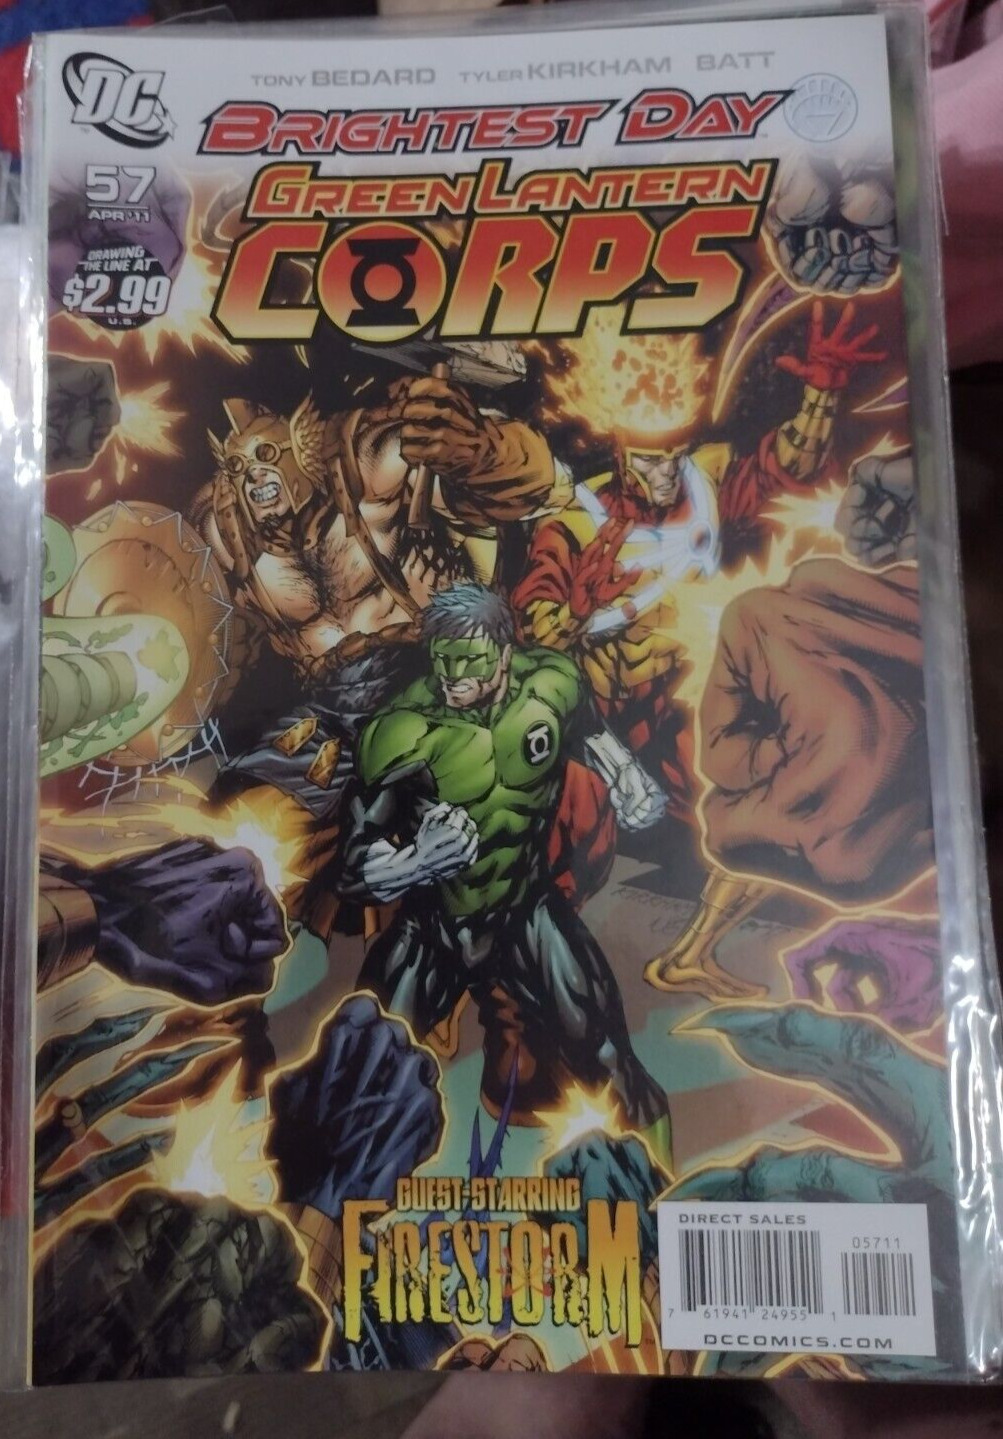 DC
TONY BEDARD TYLER KIRKHAM BATT
BRIGHTEST DAY
57
APR '11
GREEN LANTERN
CORPS
DRAWING
THE LINE AT
$2.99
U.S.
GUEST-STARRING
FIRESTORM
DIRECT SALES
05711
7 61941 24955 1
DCCOMICS.COM